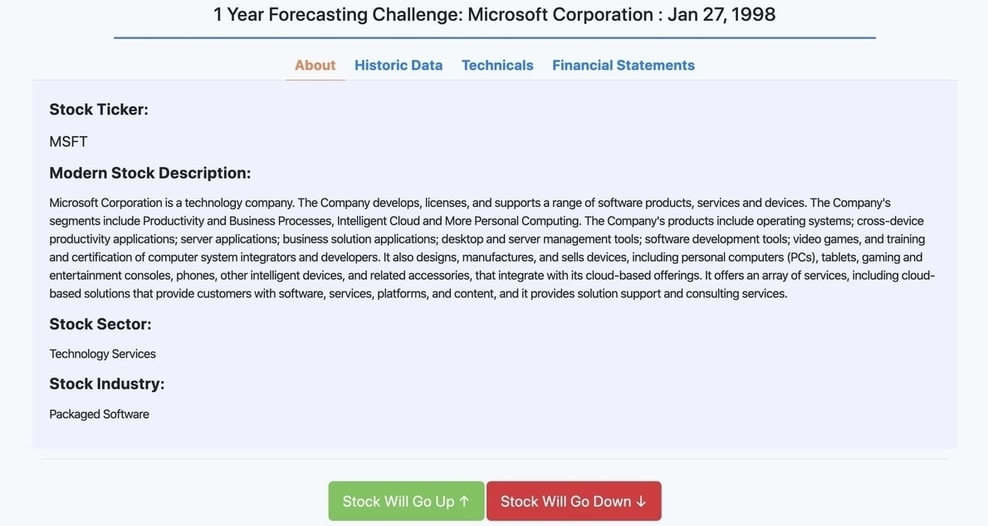 1 Year Forecasting Challenge: Microsoft Corporation : Jan 27, 1998
About Historic Data Technicals Financial Statements
Stock Ticker:
MSFT
Modern Stock Description:
Microsoft Corporation is a technology company. The Company develops, licenses, and supports a range of software products, services and devices. The Company's
segments include Productivity and Business Processes, Intelligent Cloud and More Personal Computing. The Company's products include operating systems; cross-device
productivity applications; server applications; business solution applications; desktop and server management tools; software development tools; video games, and training
and certification of computer system integrators and developers. It also designs, manufactures, and sells devices, including personal computers (PCs), tablets, gaming and
entertainment consoles, phones, other intelligent devices, and related accessories, that integrate with its cloud-based offerings. It offers an array of services, including cloud-
based solutions that provide customers with software, services, platforms, and content, and it provides solution support and consulting services.
Stock Sector:
Technology Services
Stock Industry:
Packaged Software
Stock Will Go Up ↑ Stock Will Go Down ↓